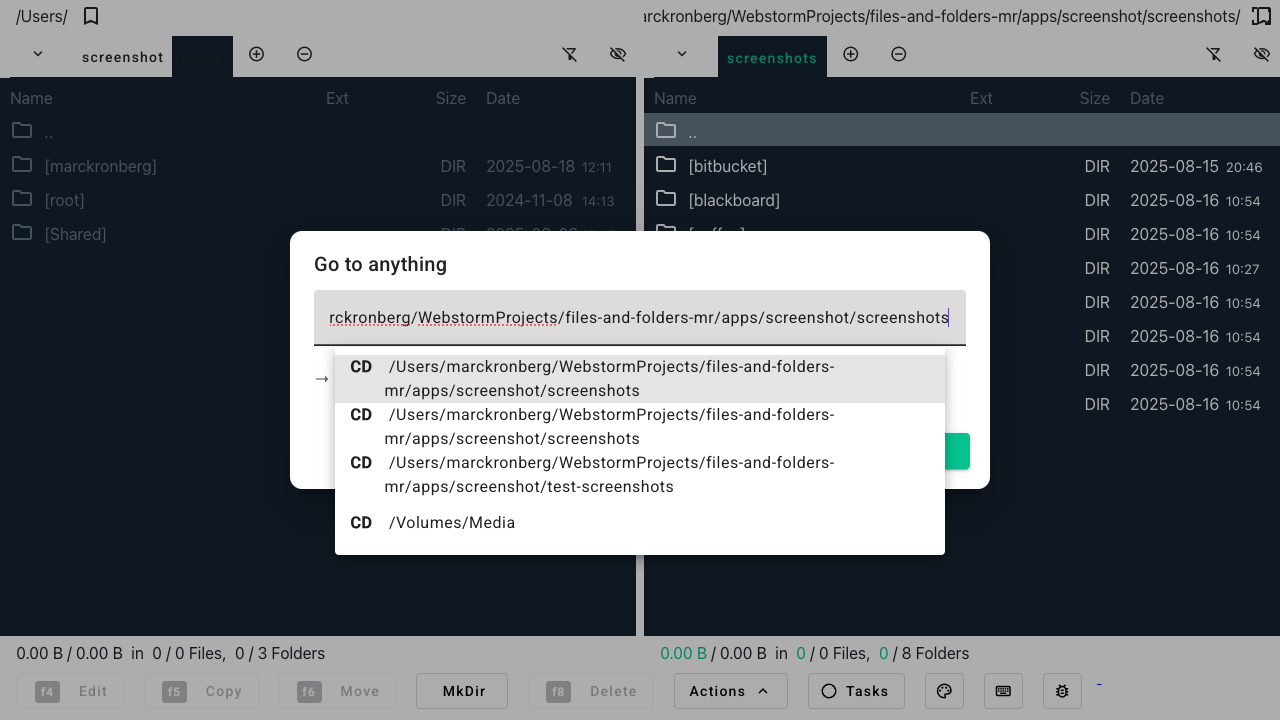 /Users/
rckronberg/WebstormProjects/files-and-folders-mr/apps/screenshot/screenshots/
screenshot
screenshots
Name Ext Size Date
Name Ext Size Date
..
[marckronberg] DIR 2025-08-18 12:11
[root] DIR 2024-11-08 14:13
[Shared]
..
[bitbucket] DIR 2025-08-15 20:46
[blackboard] DIR 2025-08-16 10:54
DIR 2025-08-16 10:54
DIR 2025-08-16 10:27
DIR 2025-08-16 10:54
DIR 2025-08-16 10:54
DIR 2025-08-16 10:54
DIR 2025-08-16 10:54
Go to anything
rckronberg/WebstormProjects/files-and-folders-mr/apps/screenshot/screenshots
→
CD /Users/marckronberg/WebstormProjects/files-and-folders-
mr/apps/screenshot/screenshots
CD /Users/marckronberg/WebstormProjects/files-and-folders-
mr/apps/screenshot/screenshots
CD /Users/marckronberg/WebstormProjects/files-and-folders-
mr/apps/screenshot/test-screenshots
CD /Volumes/Media
0.00 B / 0.00 B in 0 / 0 Files, 0 / 3 Folders
0.00 B / 0.00 B in 0 / 0 Files, 0 / 8 Folders
f4 Edit f5 Copy f6 Move MkDir f8 Delete Actions Tasks